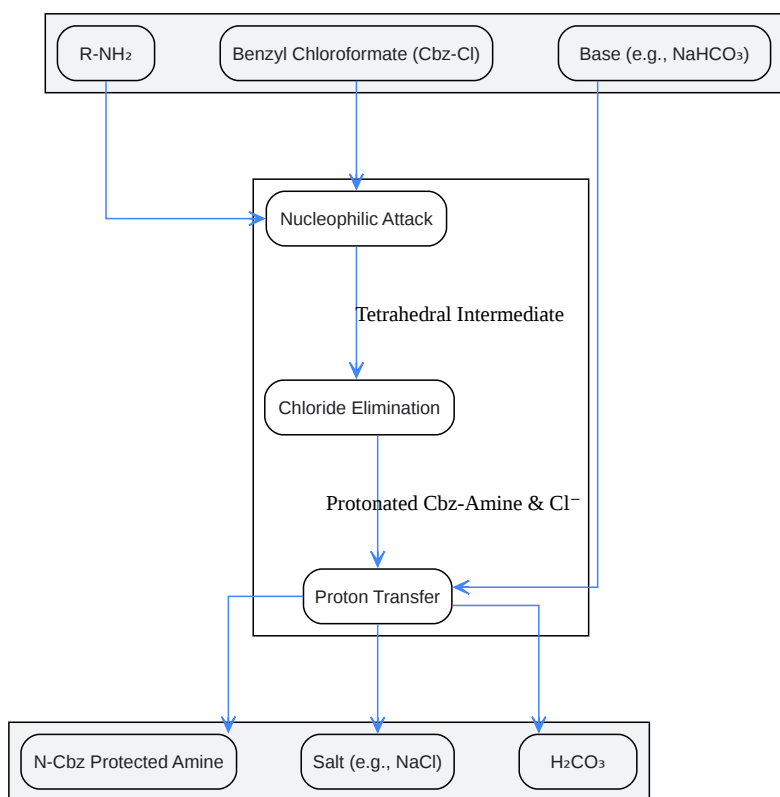 R-NH₂
Benzyl Chloroformate (Cbz-Cl)
Base (e.g., NaHCO₃)
Nucleophilic Attack
Tetrahedral Intermediate
Chloride Elimination
Protonated Cbz-Amine & Cl⁻
Proton Transfer
N-Cbz Protected Amine
Salt (e.g., NaCl)
H₂CO₃